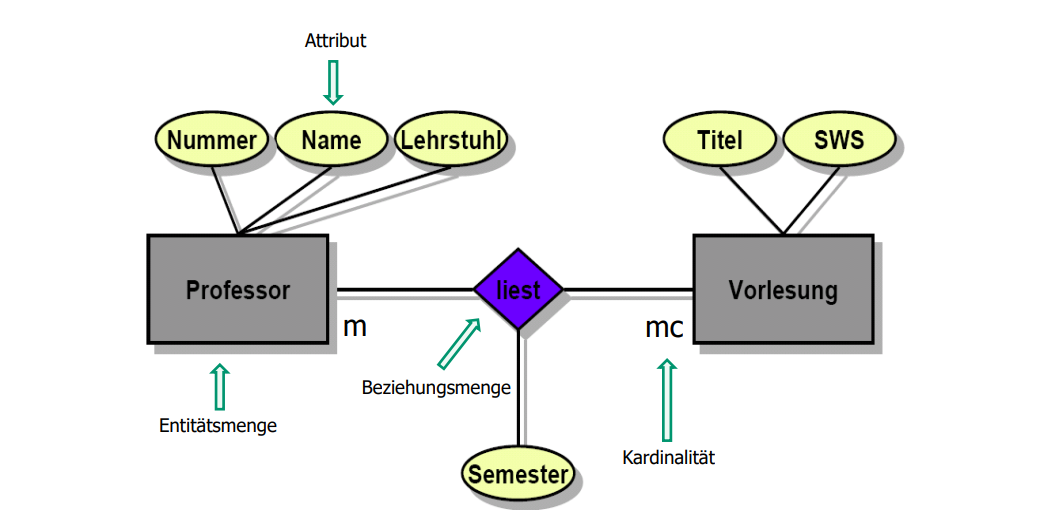 Attribut
Nummer
Name
Lehrstuhl
Titel
SWS
Professor
liest
Vorlesung
m
mc
Beziehungsmenge
Entitätsmenge
Kardinalität
Semester